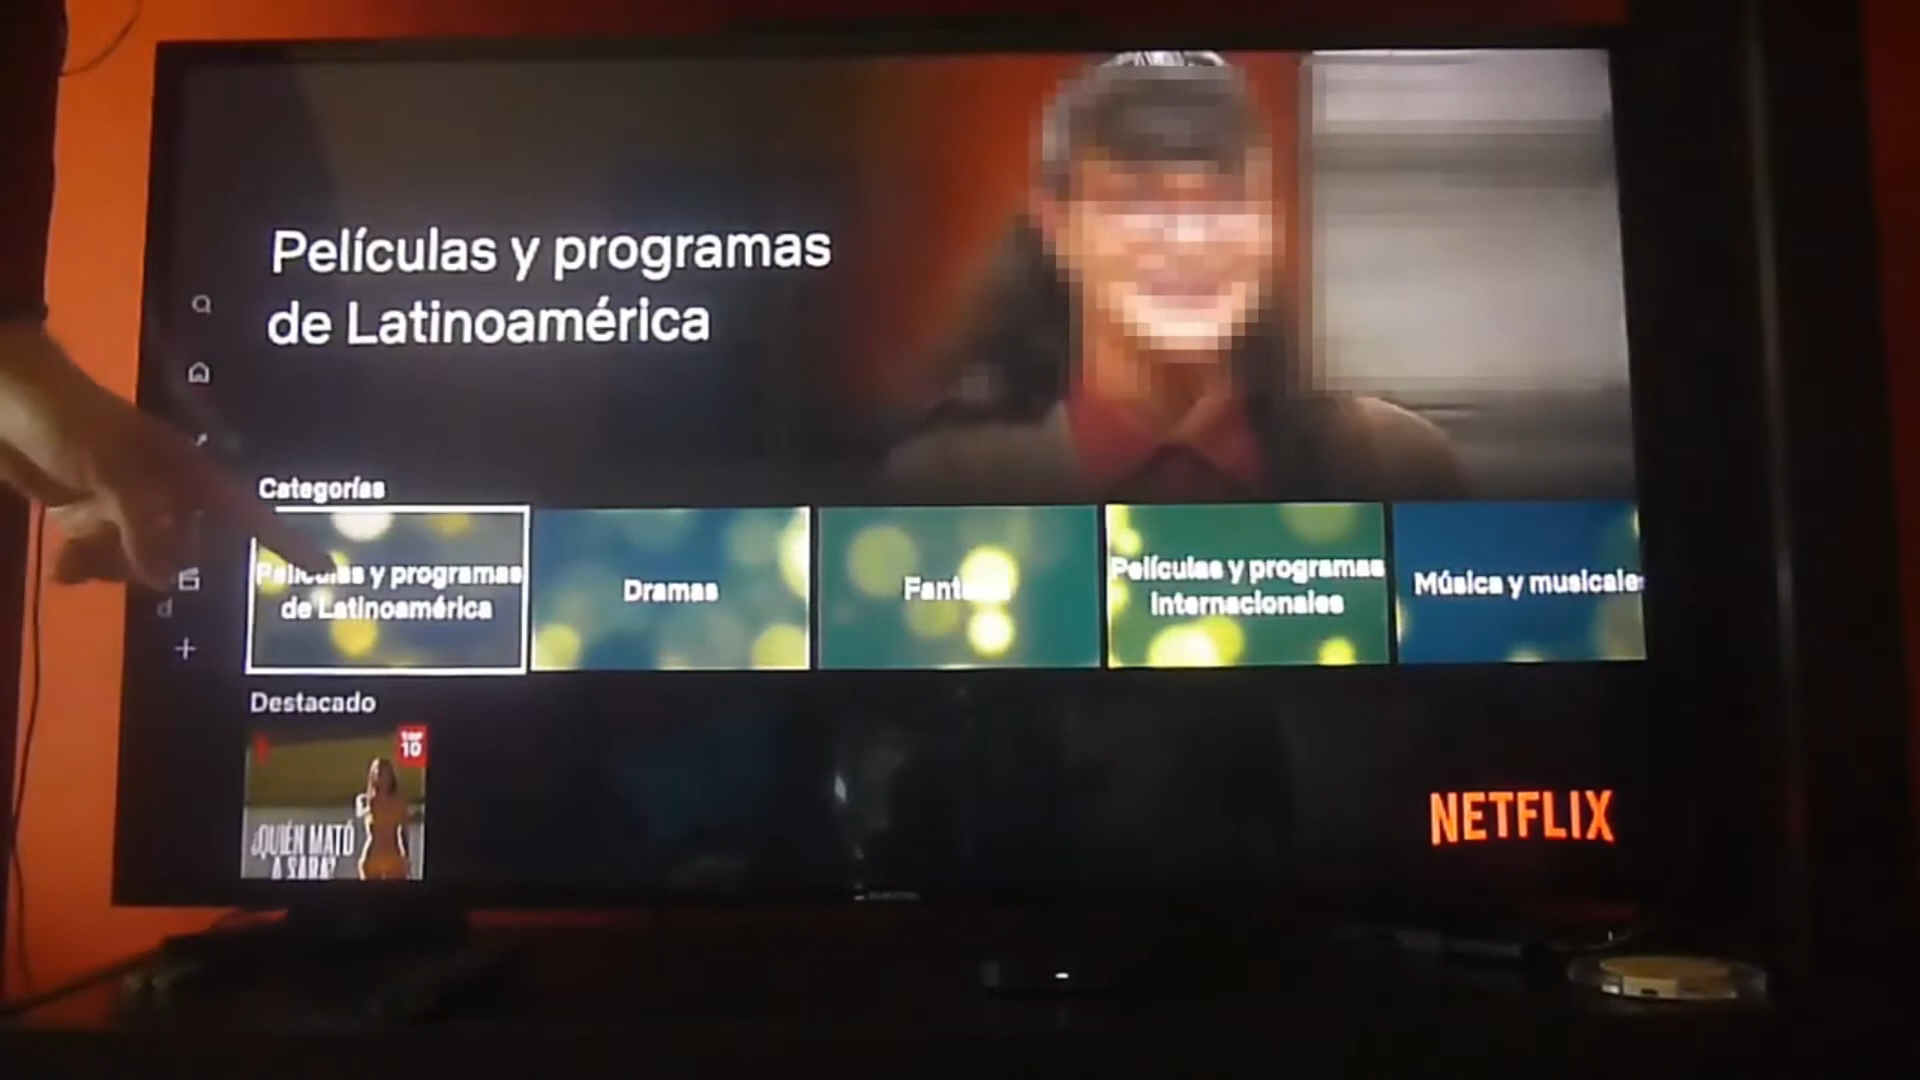 Películas y programas
de Latinoamérica
Categorías
Películas y programas
de Latinoamérica
Dramas
Películas y programas
internacionales
Música y musicale
Destacado
TOP
10
¿QUIÉN MATÓ
A SARA?
NETFLIX